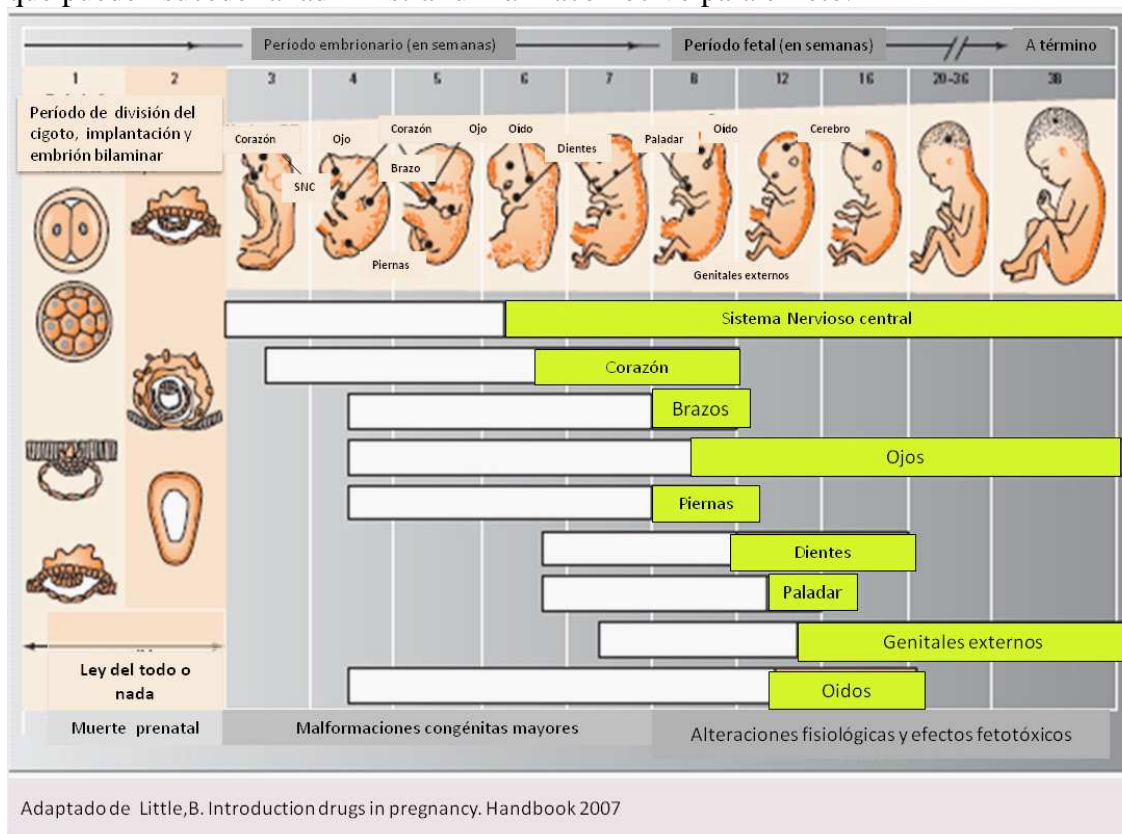 Período embrionario (en semanas)
Período fetal (en semanas)
A término
1
2
3
4
5
6
7
8
12
16
20-36
38
Período de división del
cigoto, implantación y
embrión bilaminar
Corazón
Ojo
Corazón
Ojo
Oido
Dientes
Paladar
Oido
Cerebro
SNC
Brazo
Piernas
Genitales externos
Sistema Nervioso central
Corazón
Brazos
Ojos
Piernas
Dientes
Paladar
Genitales externos
Oidos
Ley del todo o
nada
Muerte prenatal
Malformaciones congénitas mayores
Alteraciones fisiológicas y efectos fetotóxicos
Adaptado de Little,B. Introduction drugs in pregnancy. Handbook 2007